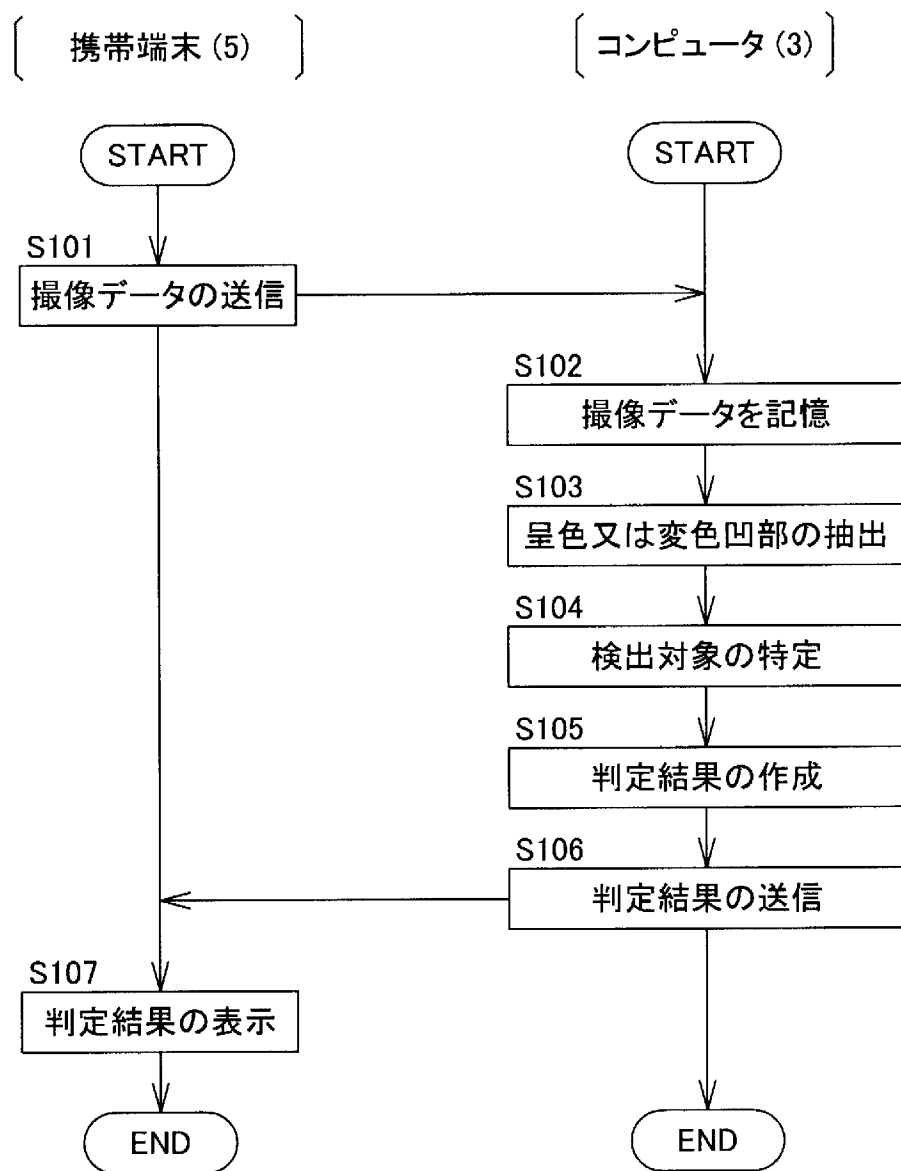 携帯端末(5)
コンピュータ(3)
START
START
S101
撮像データの送信
S102
撮像データを記憶
S103
呈色又は変色凹部の抽出
S104
検出対象の特定
S105
判定結果の作成
S106
判定結果の送信
S107
判定結果の表示
END
END